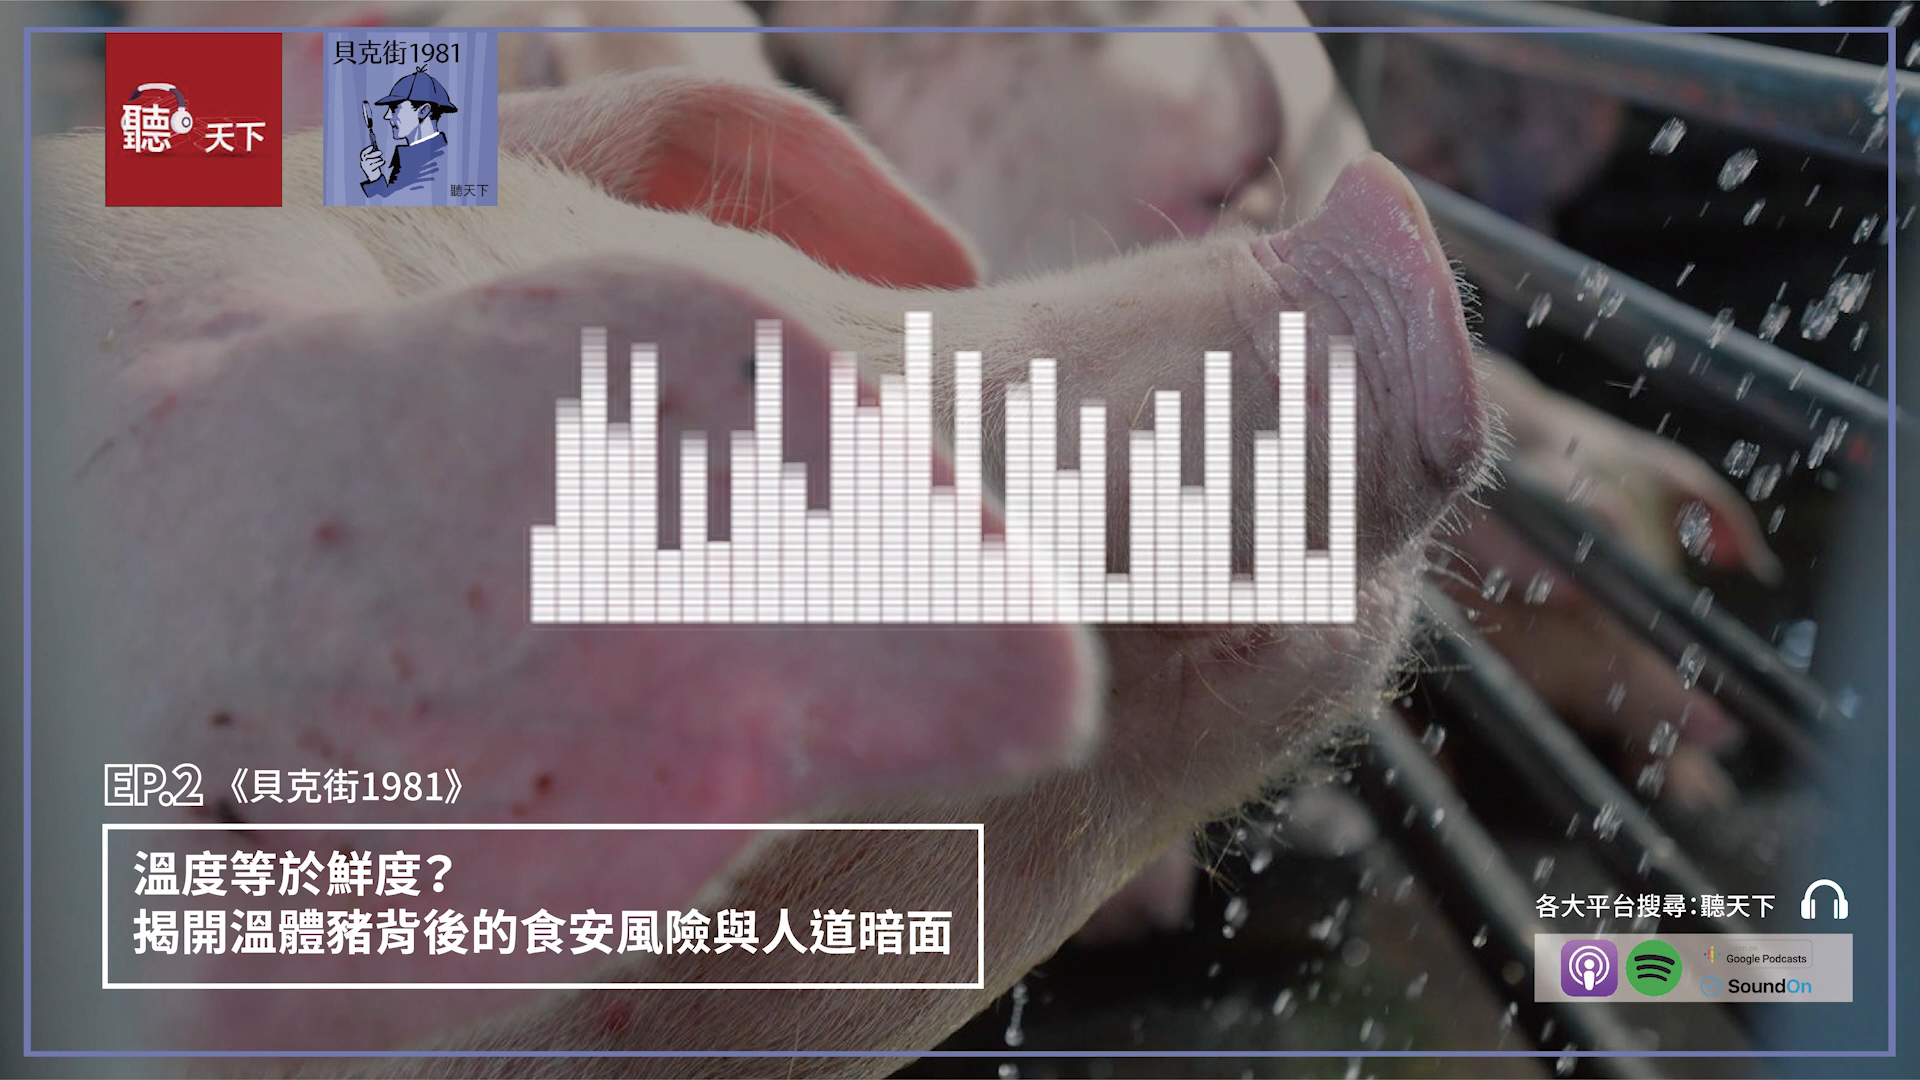 聽天下
貝克街1981
聽天下
EP.2《貝克街1981》
溫度等於鮮度?
揭開溫體豬背後的食安風險與人道暗面
各大平台搜尋:聽天下
Google Podcasts
SoundOn